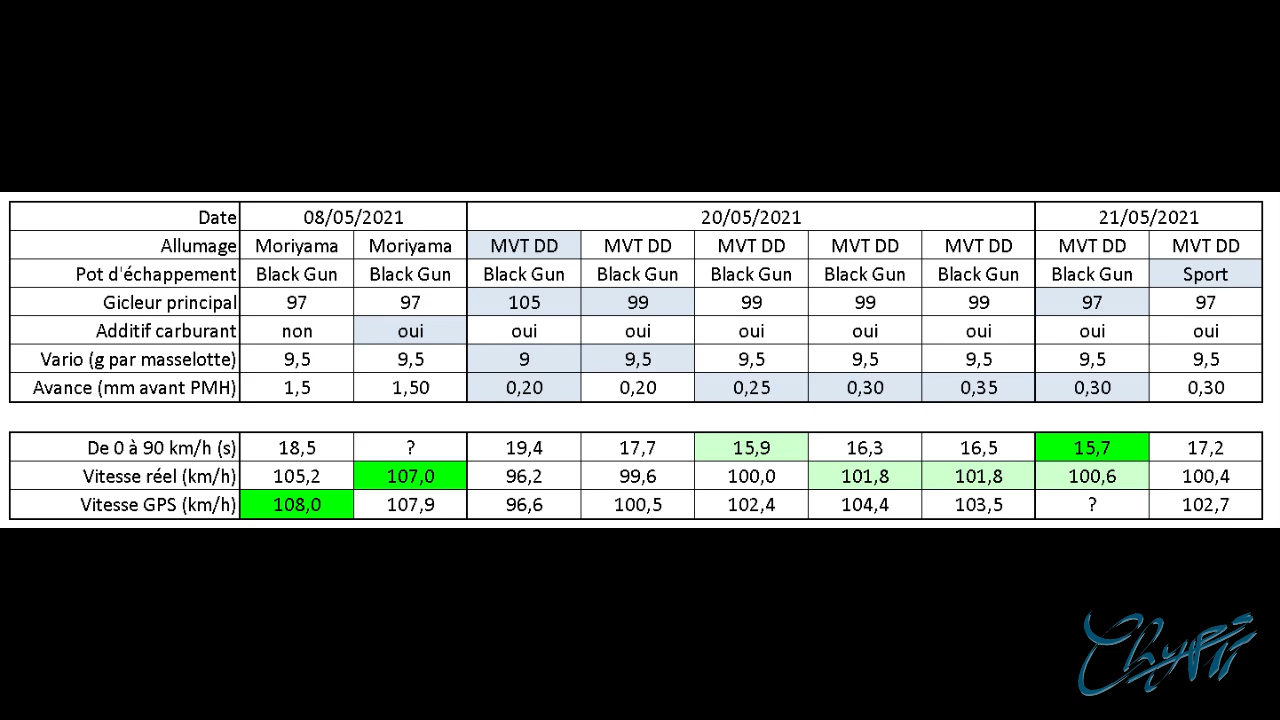 Date 08/05/2021 20/05/2021 21/05/2021
Allumage Moriyama Moriyama MVT DD MVT DD MVT DD MVT DD MVT DD MVT DD MVT DD
Pot d'échappement Black Gun Black Gun Black Gun Black Gun Black Gun Black Gun Black Gun Black Gun Sport
Gicleur principal 97 97 105 99 99 99 99 97 97
Additif carburant non oui oui oui oui oui oui oui oui
Vario (g par masselotte) 9,5 9,5 9 9,5 9,5 9,5 9,5 9,5 9,5
Avance (mm avant PMH) 1,5 1,50 0,20 0,20 0,25 0,30 0,35 0,30 0,30
De 0 à 90 km/h (s) 18,5 ? 19,4 17,7 15,9 16,3 16,5 15,7 17,2
Vitesse réel (km/h) 105,2 107,0 96,2 99,6 100,0 101,8 101,8 100,6 100,4
Vitesse GPS (km/h) 108,0 107,9 96,6 100,5 102,4 104,4 103,5 ? 102,7